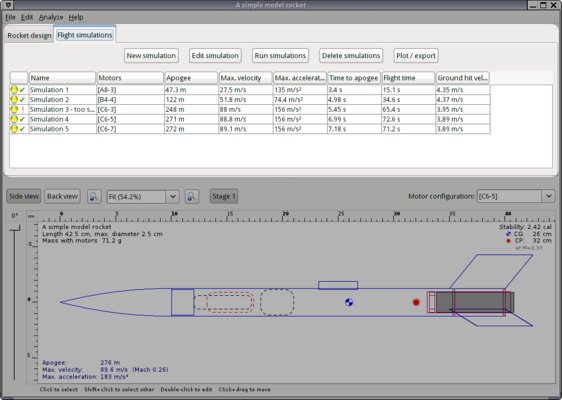 A simple model rocket
File Edit Analyze Help
Rocket design Flight simulations
New simulation Edit simulation Run simulations Delete simulations Plot / export
Name Motors Apogee Max. velocity Max. accelerat... Time to apogee Flight time Ground hit vel...
Simulation 1 [A8-3] 47.3 m 27.5 m/s 135 m/s² 3.4 s 15.1 s 4.35 m/s
Simulation 2 [B4-4] 122 m 51.8 m/s 74.4 m/s² 4.98 s 34.6 s 4.37 m/s
Simulation 3 - too s... [C6-3] 248 m 88 m/s 156 m/s² 5.45 s 65.4 s 3.95 m/s
Simulation 4 [C6-5] 271 m 88.8 m/s 156 m/s² 6.99 s 72.6 s 3.89 m/s
Simulation 5 [C6-7] 272 m 89.1 m/s 156 m/s² 7.18 s 71.2 s 3.89 m/s
Side view Back view Fit (54.2%) Stage 1 Motor configuration: [C6-5]
0° cm 0 5 10 15 20 25 30 35 40
A simple model rocket
Length 42.5 cm, max. diameter 2.5 cm
Mass with motors 71.2 g
Stability: 2.42 cal
CG: 26 cm
CP: 32 cm
at M=0.30
-5
0
5
Apogee: 276 m
Max. velocity: 89.6 m/s (Mach 0.26)
Max. acceleration: 183 m/s²
Click to select Shift+click to select other Double-click to edit Click+drag to move